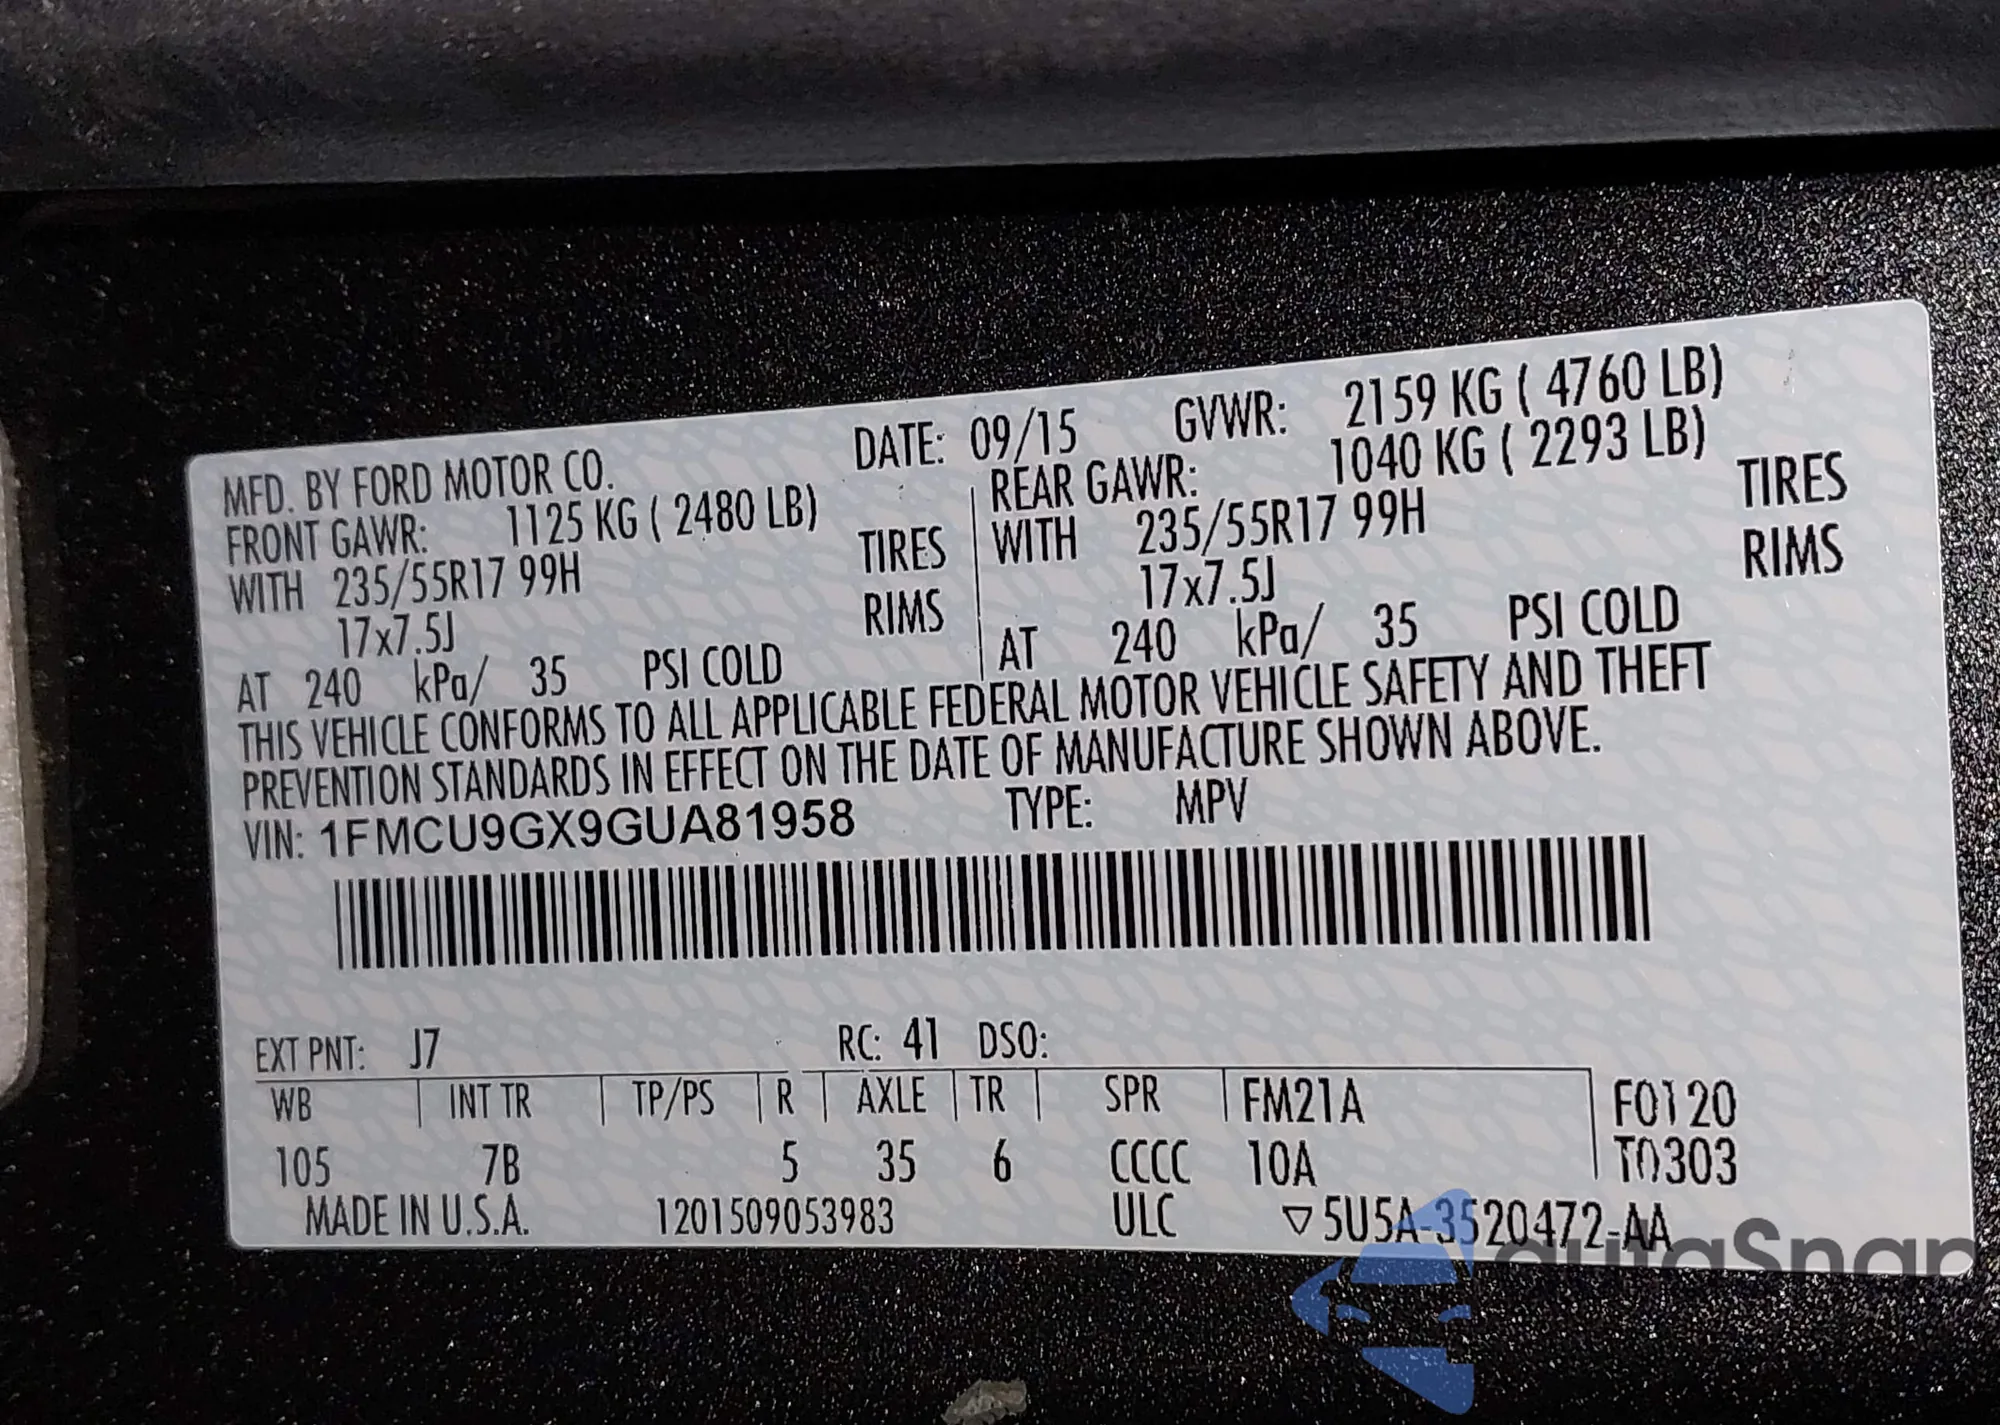 MFD. BY FORD MOTOR CO. DATE: 09/15 GVWR: 2159 KG ( 4760 LB)
FRONT GAWR: 1125 KG ( 2480 LB) REAR GAWR: 1040 KG ( 2293 LB)
WITH 235/55R17 99H TIRES WITH 235/55R17 99H TIRES
17x7.5J RIMS 17x7.5J RIMS
AT 240 kPa/ 35 PSI COLD AT 240 kPa/ 35 PSI COLD
THIS VEHICLE CONFORMS TO ALL APPLICABLE FEDERAL MOTOR VEHICLE SAFETY AND THEFT
PREVENTION STANDARDS IN EFFECT ON THE DATE OF MANUFACTURE SHOWN ABOVE.
VIN: 1FMCU9GX9GUA81958 TYPE: MPV
EXT PNT: J7 RC: 41 DSO:
WB INT TR TP/PS R AXLE TR SPR FM21A F0120
105 7B 5 35 6 CCCC 10A T0303
MADE IN U.S.A. 1201509053983 ULC ▽5U5A-3520472-AA
autoSnap